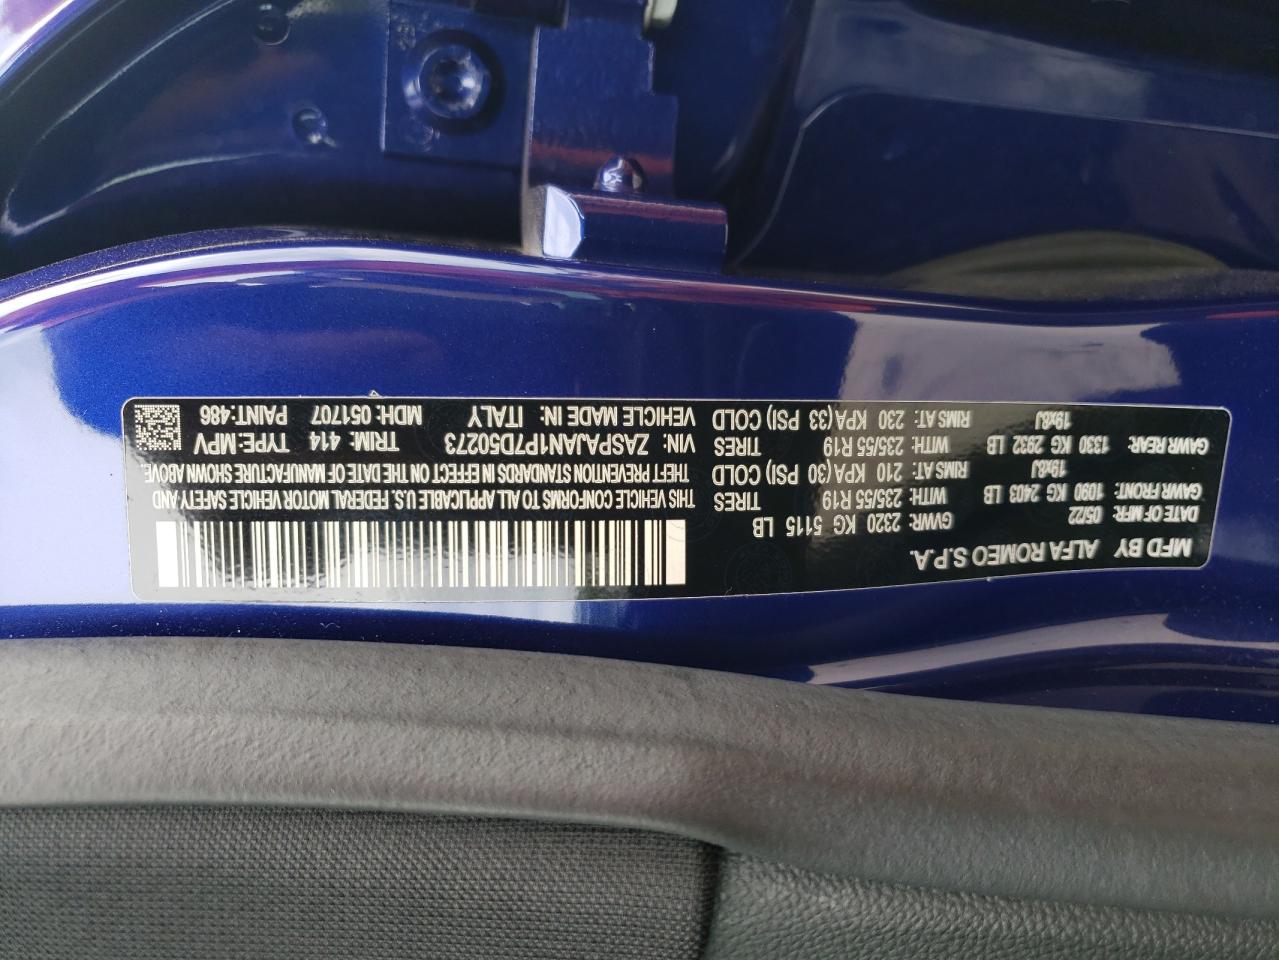 MFD BY ALFA ROMEO S.P.A.
DATE OF MFR: 05/22 GVWR: 2320 KG 5115 LB
GAWR FRONT: 1090 KG 2403 LB WITH: 235/55 R19 TIRES
19x8J RIMS AT: 210 KPA(30 PSI) COLD
GAWR REAR: 1330 KG 2932 LB WITH: 235/55 R19 TIRES
19x8J RIMS AT: 230 KPA(33 PSI) COLD
THIS VEHICLE CONFORMS TO ALL APPLICABLE U.S. FEDERAL MOTOR VEHICLE SAFETY AND
THEFT PREVENTION STANDARDS IN EFFECT ON THE DATE OF MANUFACTURE SHOWN ABOVE.
VIN: ZASPAJAN1P7D50273 TRIM: 414 TYPE:MPV
VEHICLE MADE IN: ITALY MDH:051707 PAINT:486